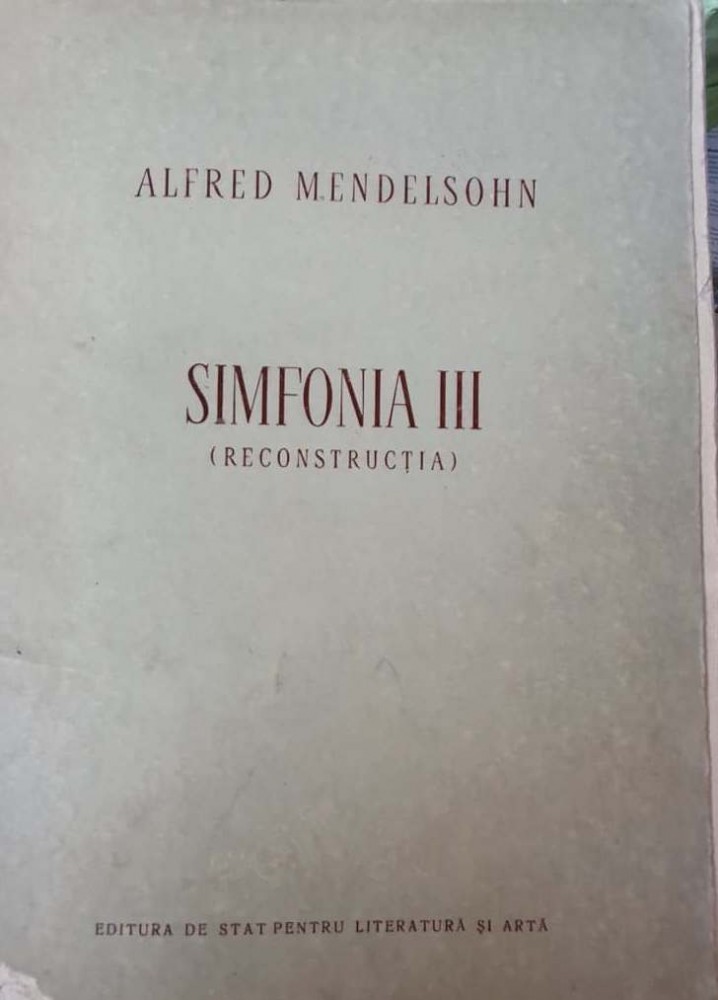 ALFRED MENDELSOHN
SIMFONIA III
(RECONSTRUCȚIA)
EDITURA DE STAT PENTRU LITERATURĂ ȘI ARTĂ